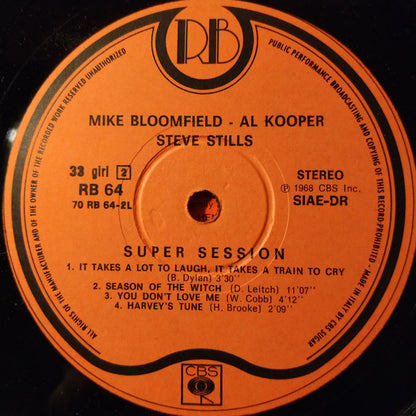 RB
ALL RIGHTS OF THE MANUFACTURER AND OF THE OWNER OF THE RECORDED WORK RESERVED UNAUTHORIZED
PUBLIC PERFORMANCE BROADCASTING AND COPYING OF THIS RECORD PROHIBITED - MADE IN ITALY BY CBS SUGAR
MIKE BLOOMFIELD - AL KOOPER
STEVE STILLS
33 giri 2
STEREO
RB 64
℗ 1968 CBS Inc.
70 RB 64-2L
SIAE-DR
SUPER SESSION
1. IT TAKES A LOT TO LAUGH, IT TAKES A TRAIN TO CRY
(B. Dylan) 3'30"
2. SEASON OF THE WITCH (D. Leitch) 11'07"
3. YOU DON'T LOVE ME (W. Cobb) 4'12"
4. HARVEY'S TUNE (H. Brooke) 2'09"
CBS